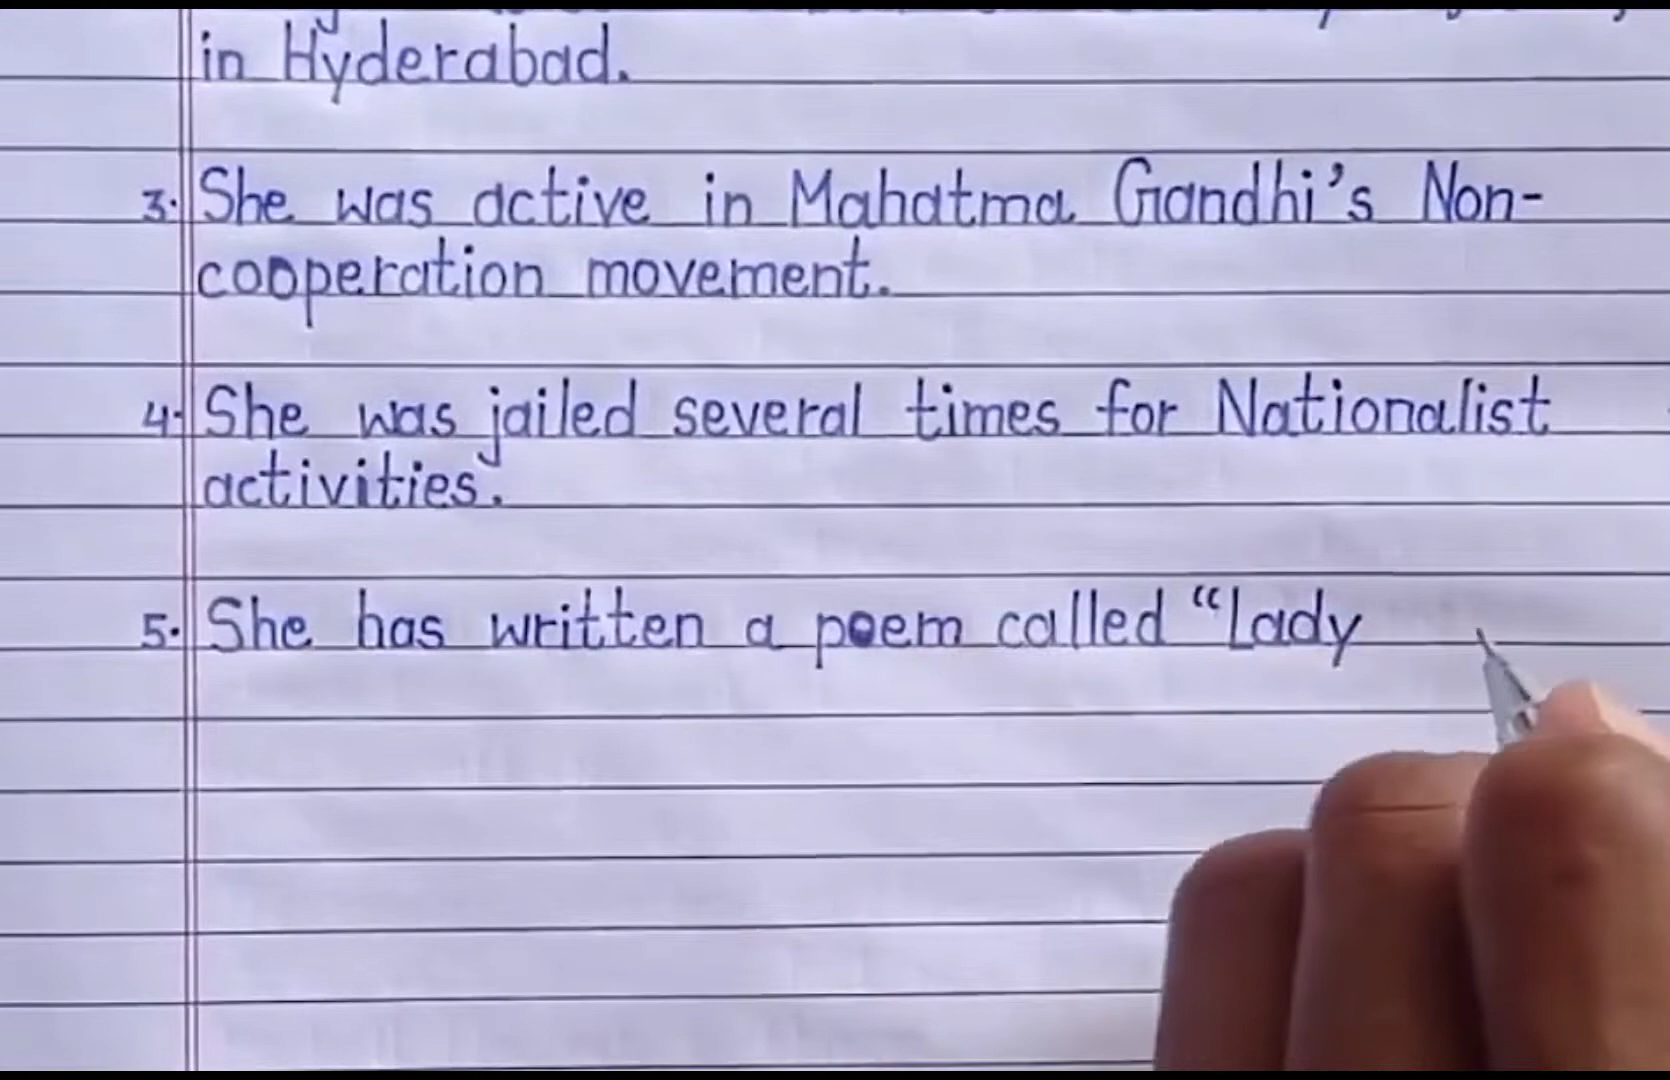 in Hyderabad.
3. She was active in Mahatma Gandhi's Non-
cooperation movement.
4. She was jailed several times for Nationalist
activities.
5. She has written a poem called “Lady